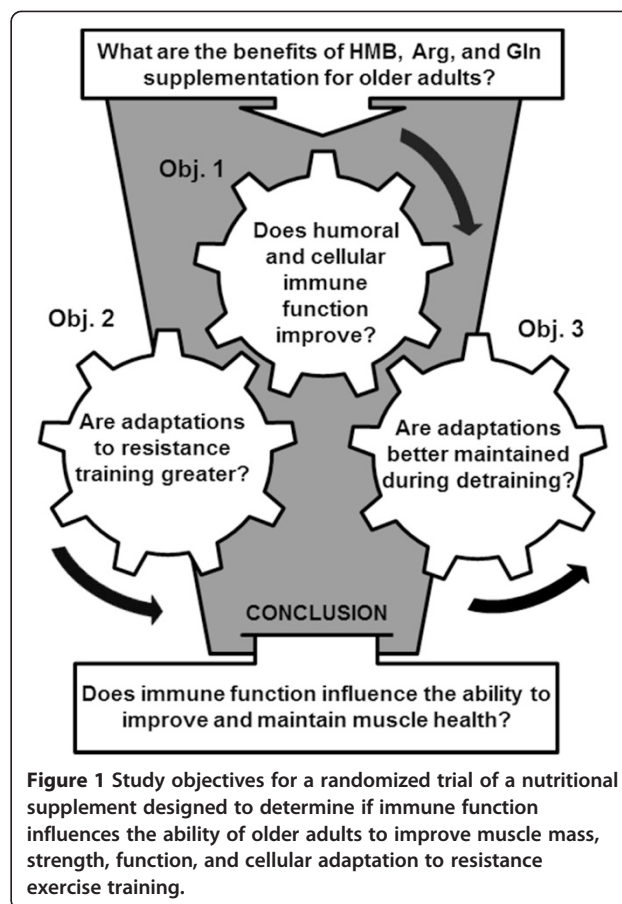 What are the benefits of HMB, Arg, and Gln
supplementation for older adults?
Obj. 1
Does humoral
and cellular
immune
function
improve?
Obj. 2
Are adaptations
to resistance
training greater?
Obj. 3
Are adaptations
better maintained
during detraining?
CONCLUSION
Does immune function influence the ability to
improve and maintain muscle health?
Figure 1 Study objectives for a randomized trial of a nutritional
supplement designed to determine if immune function
influences the ability of older adults to improve muscle mass,
strength, function, and cellular adaptation to resistance
exercise training.